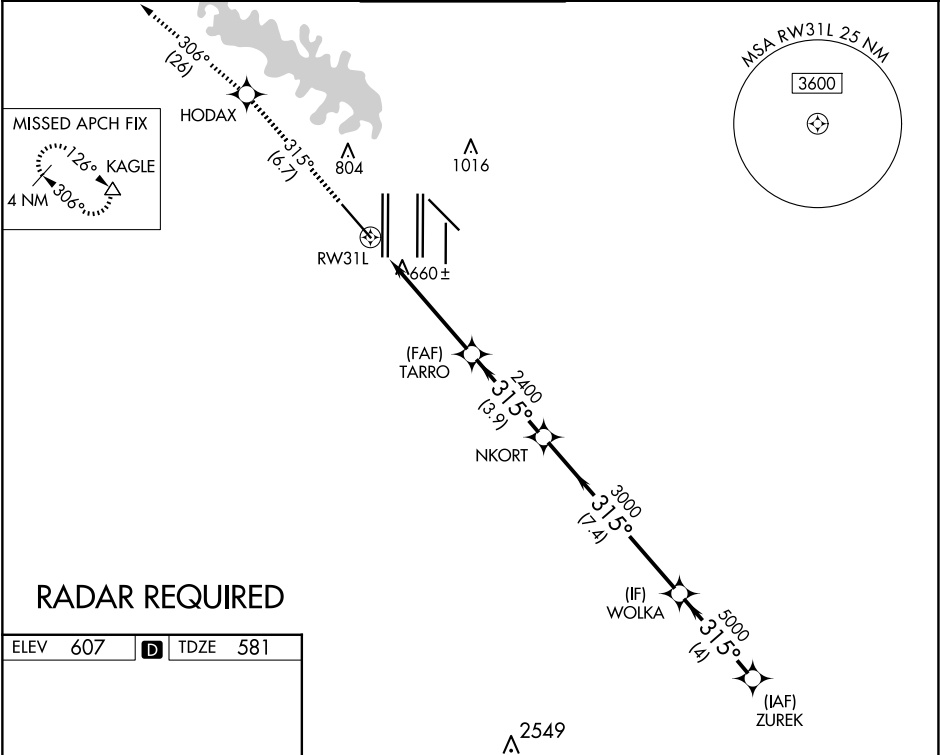 306°
(26)
HODAX
MISSED APCH FIX
126°
KAGLE
4 NM
306°
315°
(6.7)
804
1016
MSA RW31L 25 NM
3600
RW31L
660 ±
(FAF)
TARRO
2400
315°
(3.9)
NKORT
3000
315°
(7.4)
(IF)
WOLKA
5000
315°
(4)
(IAF)
ZUREK
RADAR REQUIRED
ELEV 607 D TDZE 581
2549